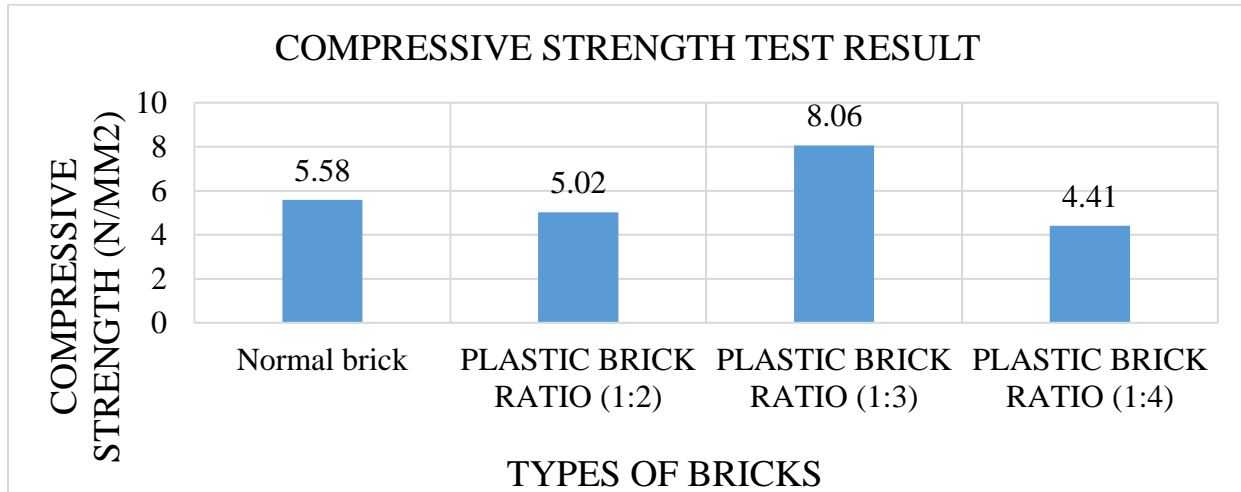 COMPRESSIVE STRENGTH TEST RESULT
COMPRESSIVE
STRENGTH (N/MM2)
10
8
6
4
2
0
5.58
5.02
8.06
4.41
Normal brick
PLASTIC BRICK
RATIO (1:2)
PLASTIC BRICK
RATIO (1:3)
PLASTIC BRICK
RATIO (1:4)
TYPES OF BRICKS